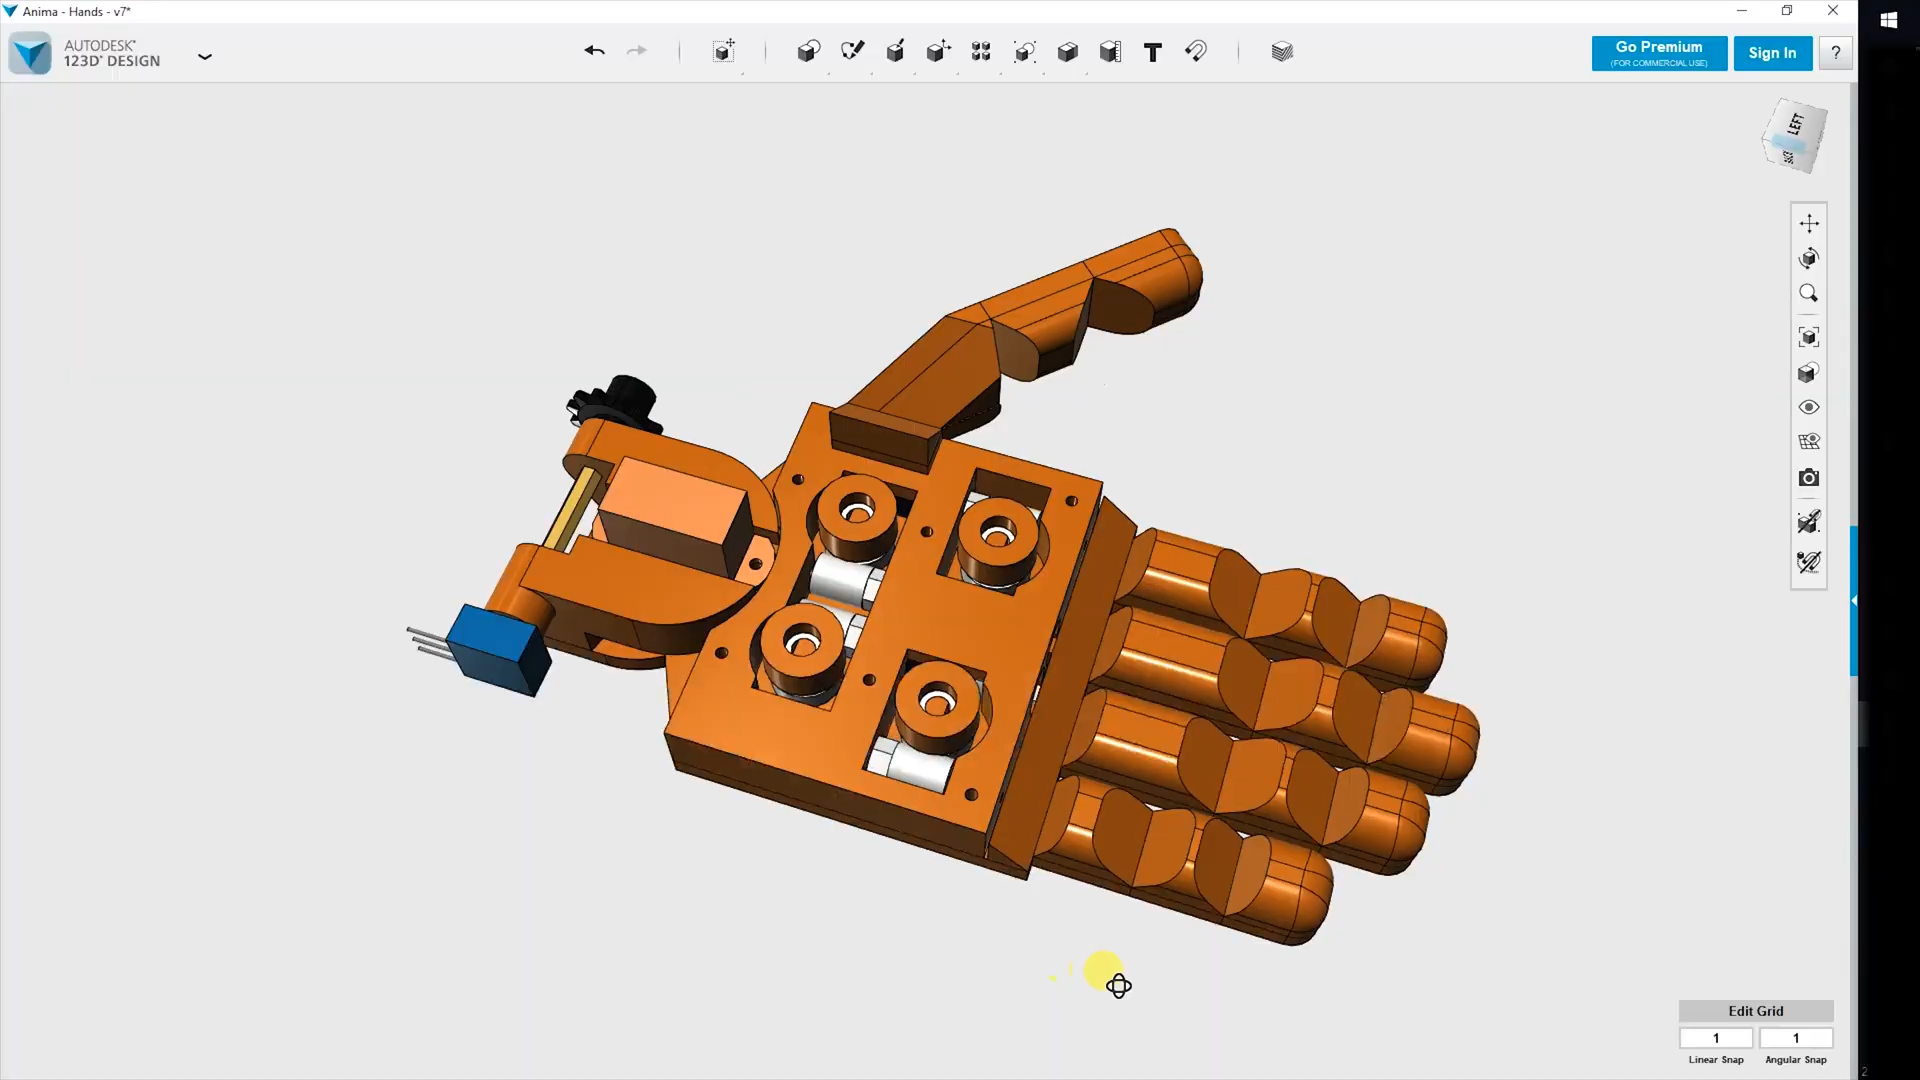 Anima - Hands - v7*
AUTODESK®
123D® DESIGN
Go Premium
(FOR COMMERCIAL USE)
Sign In
?
LEFT
Edit Grid
1
1
Linear Snap
Angular Snap
2